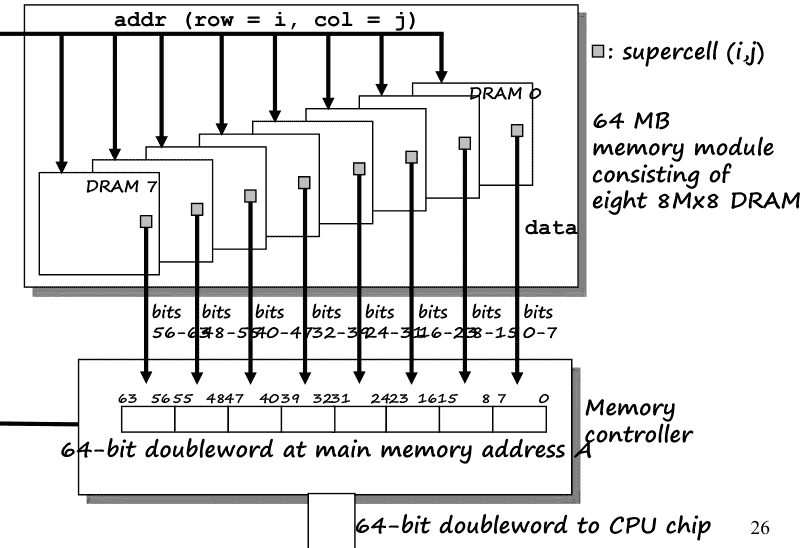 addr (row = i, col = j)
: supercell (i,j)
DRAM 0
64 MB
memory module
consisting of
eight 8Mx8 DRAM
DRAM 7
data
bits bits bits bits bits bits bits bits
56-63 48-55 40-47 32-39 24-31 16-23 8-15 0-7
63 56 55 48 47 40 39 32 31 24 23 16 15 8 7 0
Memory
controller
64-bit doubleword at main memory address A
64-bit doubleword to CPU chip
26